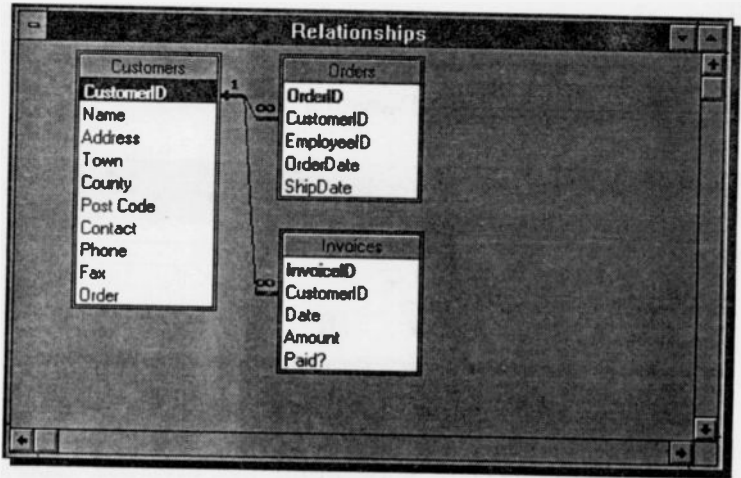 Relationships
Customers
CustomerID
Name
Address
Town
County
Post Code
Contact
Phone
Fax
Order
1
∞
Orders
OrderID
CustomerID
EmployeeID
OrderDate
ShipDate
∞
Invoices
InvoiceID
CustomerID
Date
Amount
Paid?